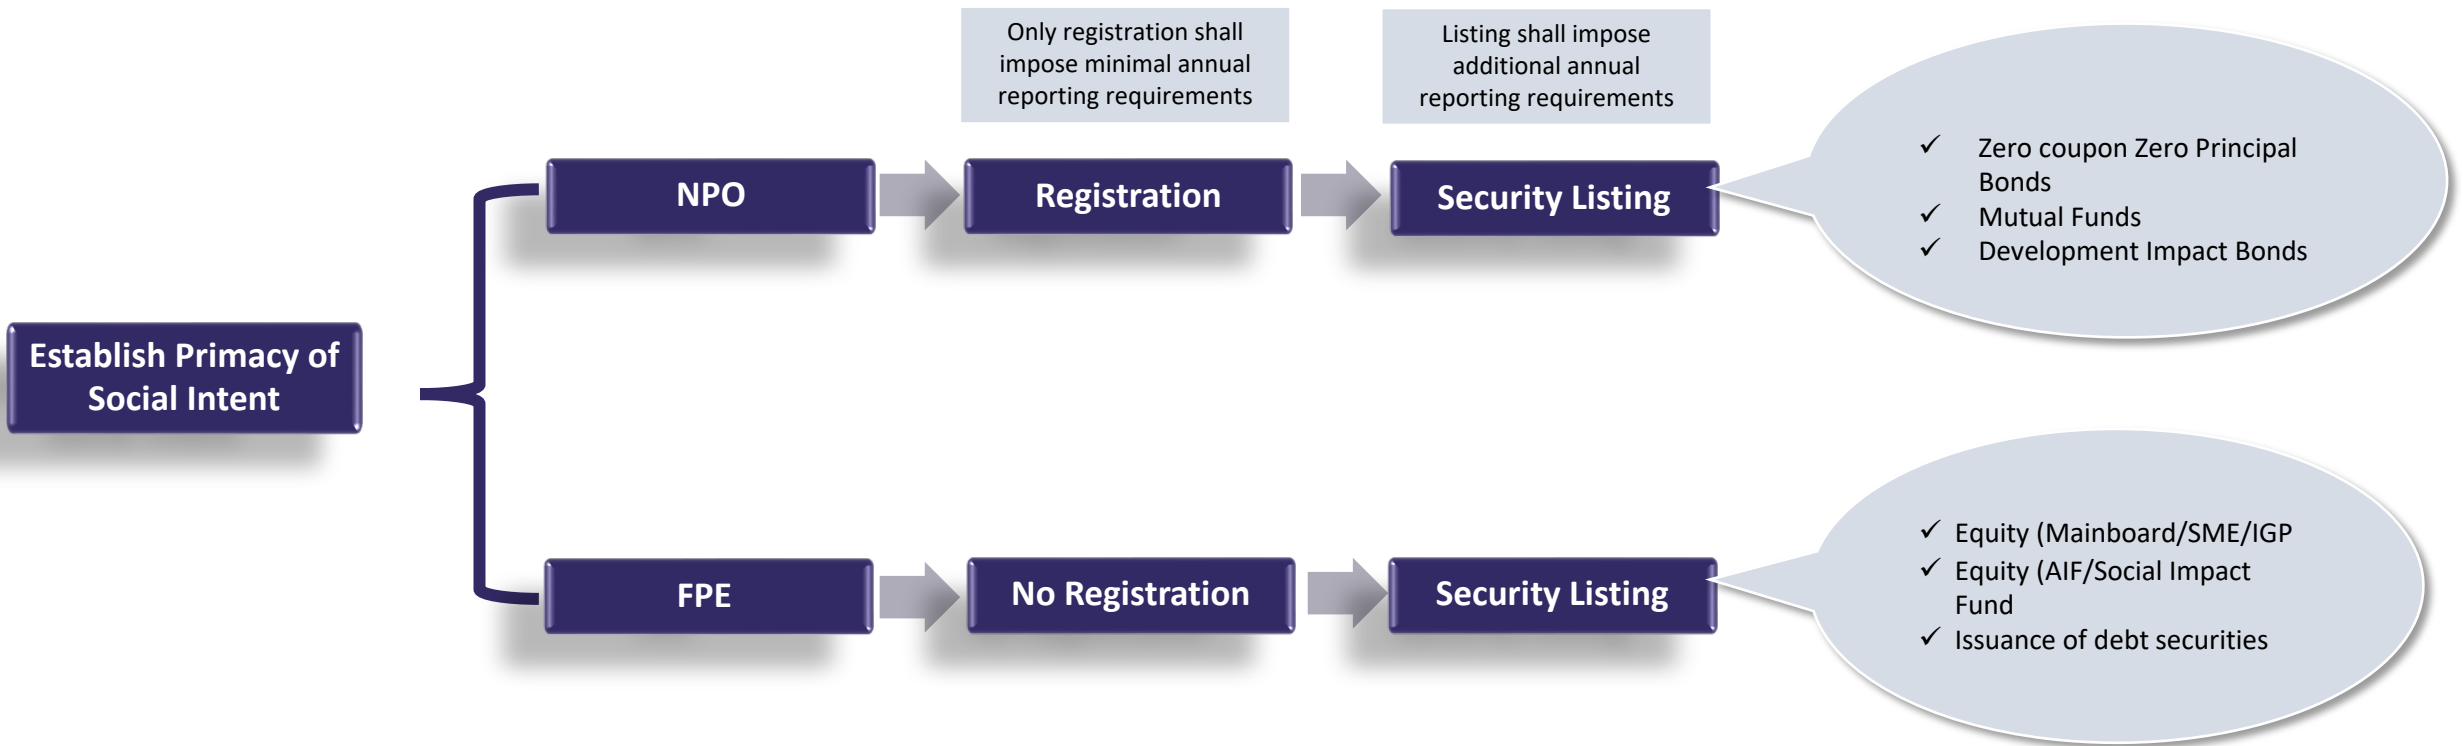 Only registration shall
impose minimal annual
reporting requirements
Listing shall impose
additional annual
reporting requirements
NPO
Registration
Security Listing
✓ Zero coupon Zero Principal
Bonds
✓ Mutual Funds
✓ Development Impact Bonds
Establish Primacy of
Social Intent
FPE
No Registration
Security Listing
✓ Equity (Mainboard/SME/IGP
✓ Equity (AIF/Social Impact
Fund
✓ Issuance of debt securities